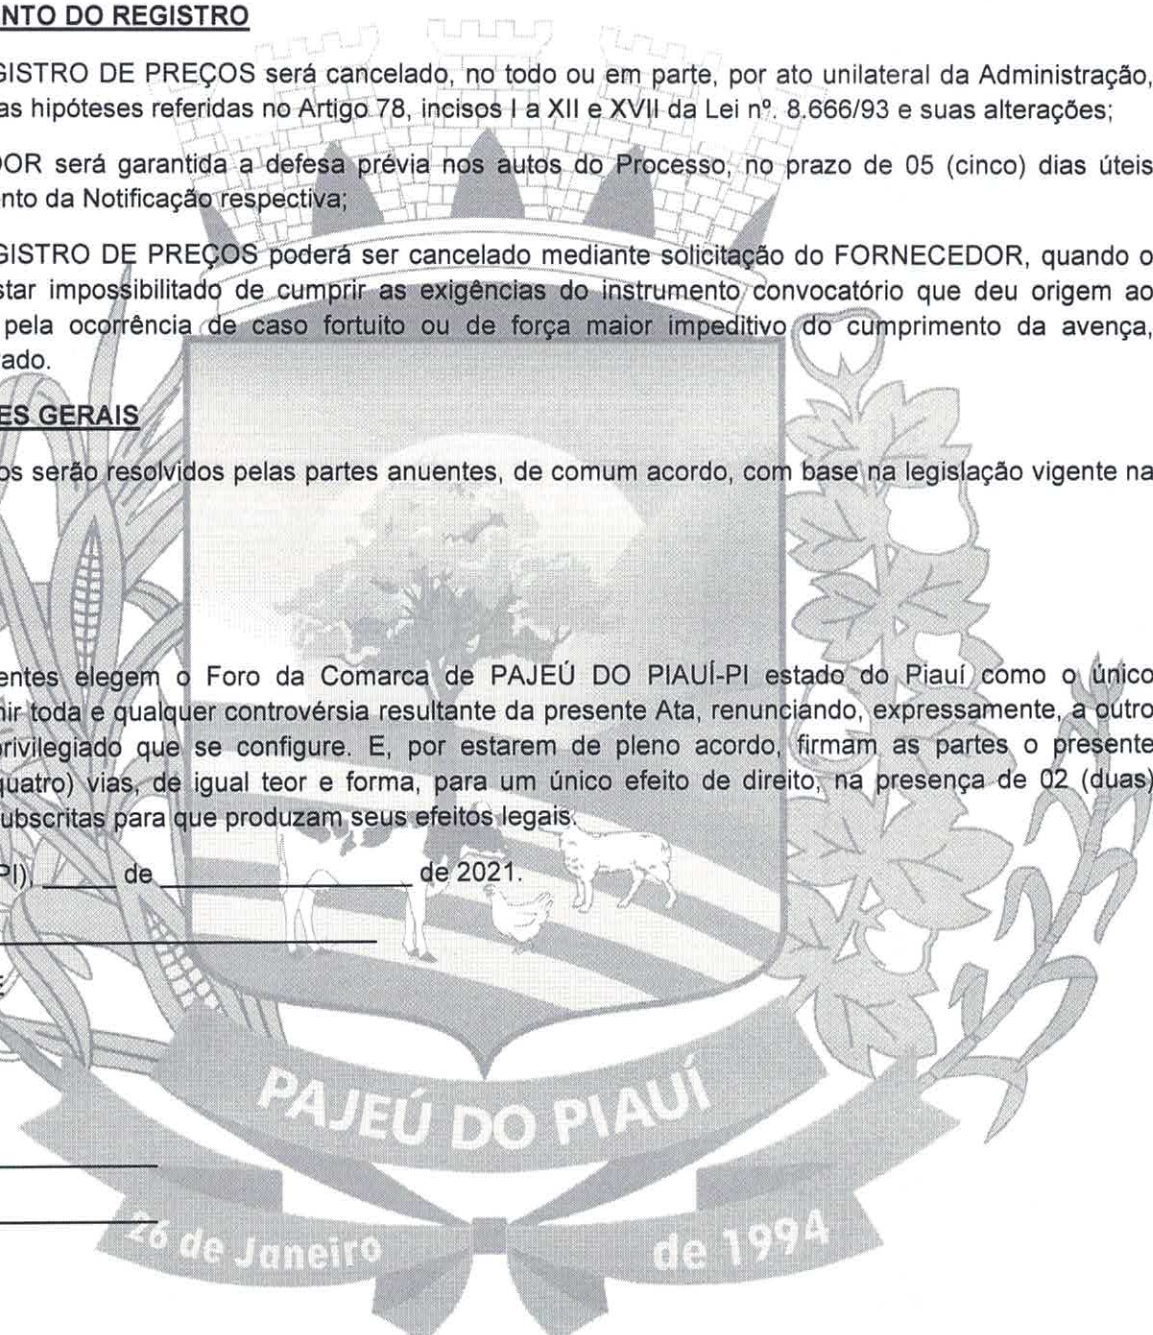 NTO DO REGISTRO
GISTRO DE PREÇOS será cancelado, no todo ou em parte, por ato unilateral da Administração,
as hipóteses referidas no Artigo 78, incisos I a XII e XVII da Lei nº. 8.666/93 e suas alterações;
OOR será garantida a defesa prévia nos autos do Processo, no prazo de 05 (cinco) dias úteis
nto da Notificação respectiva;
GISTRO DE PREÇOS poderá ser cancelado mediante solicitação do FORNECEDOR, quando o
star impossibilitado de cumprir as exigências do instrumento convocatório que deu origem ao
pela ocorrência de caso fortuito ou de força maior impeditivo do cumprimento da avença,
ado.
ES GERAIS
os serão resolvidos pelas partes anuentes, de comum acordo, com base na legislação vigente na
entes elegem o Foro da Comarca de PAJEÚ DO PIAUÍ-PI estado do Piauí como o único
nir toda e qualquer controvérsia resultante da presente Ata, renunciando, expressamente, a outro
privilegiado que se configure. E, por estarem de pleno acordo, firmam as partes o presente
quatro) vias, de igual teor e forma, para um único efeito de direito, na presença de 02 (duas)
ubscritas para que produzam seus efeitos legais.
PI), _____ de _________________ de 2021.
E
PAJEÚ DO PIAUÍ
26 de Janeiro de 1994